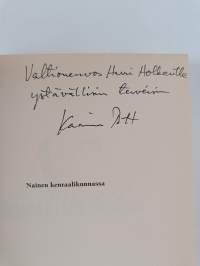 Valtioneuvos Harri Holkerille
ystävällisin terveisin
Nainen kenraalikunnassa